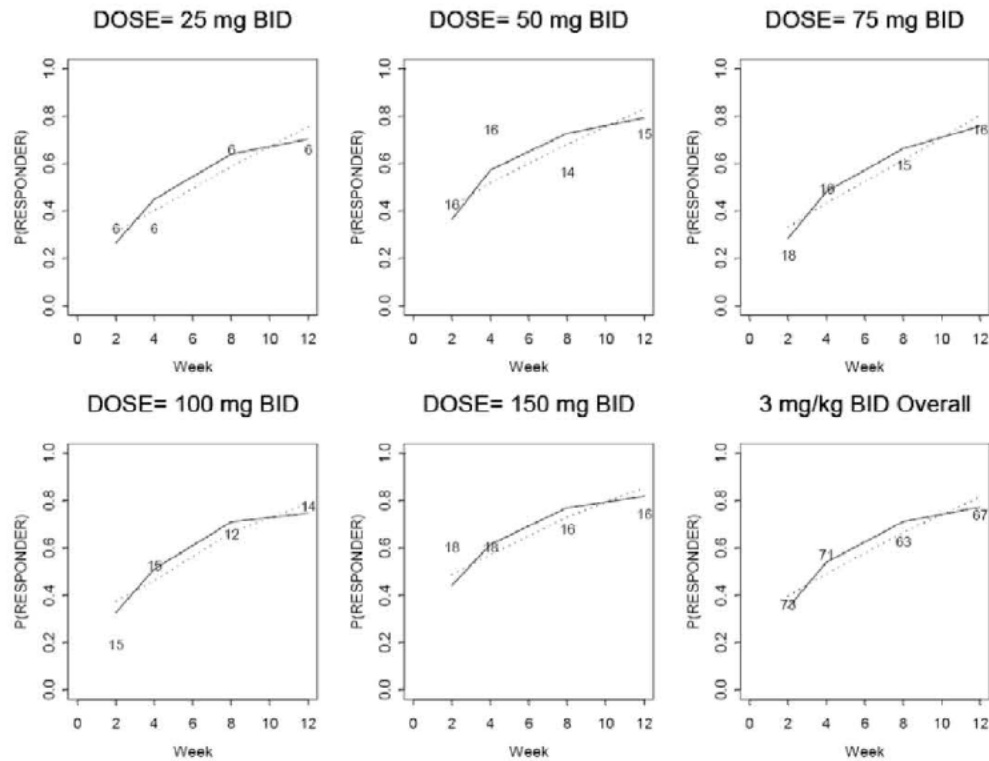 DOSE= 25 mg BID
DOSE= 50 mg BID
DOSE= 75 mg BID
P(RESPONDER)
0.0 0.2 0.4 0.6 0.8 1.0
6
6
6
6
0 2 4 6 8 10 12
Week
P(RESPONDER)
0.0 0.2 0.4 0.6 0.8 1.0
16
16
14
15
0 2 4 6 8 10 12
Week
P(RESPONDER)
0.0 0.2 0.4 0.6 0.8 1.0
18
15
16
0 2 4 6 8 10 12
Week
DOSE= 100 mg BID
DOSE= 150 mg BID
3 mg/kg BID Overall
P(RESPONDER)
0.0 0.2 0.4 0.6 0.8 1.0
15
15
12
14
0 2 4 6 8 10 12
Week
P(RESPONDER)
0.0 0.2 0.4 0.6 0.8 1.0
18
18
16
16
0 2 4 6 8 10 12
Week
P(RESPONDER)
0.0 0.2 0.4 0.6 0.8 1.0
73
71
63
67
0 2 4 6 8 10 12
Week